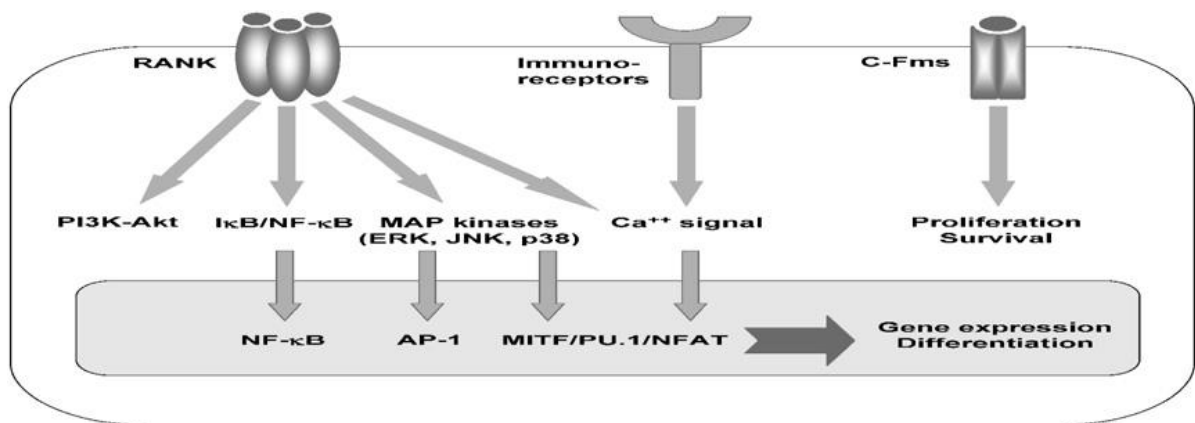 RANK
Immuno-
receptors
C-Fms
PI3K-Akt
IκB/NF-κB
MAP kinases
(ERK, JNK, p38)
Ca⁺⁺ signal
Proliferation
Survival
NF-κB
AP-1
MITF/PU.1/NFAT
Gene expression
Differentiation